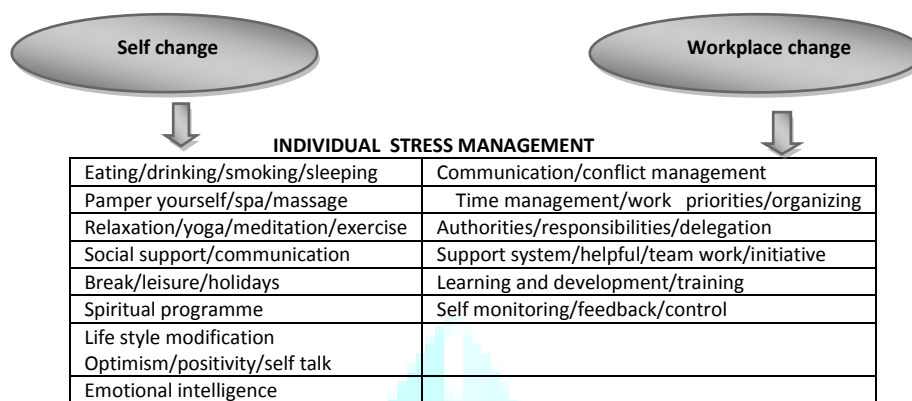 Self change Workplace change
INDIVIDUAL STRESS MANAGEMENT
Eating/drinking/smoking/sleeping Communication/conflict management
Pamper yourself/spa/massage Time management/work priorities/organizing
Relaxation/yoga/meditation/exercise Authorities/responsibilities/delegation
Social support/communication Support system/helpful/team work/initiative
Break/leisure/holidays Learning and development/training
Spiritual programme Self monitoring/feedback/control
Life style modification
Optimism/positivity/self talk
Emotional intelligence